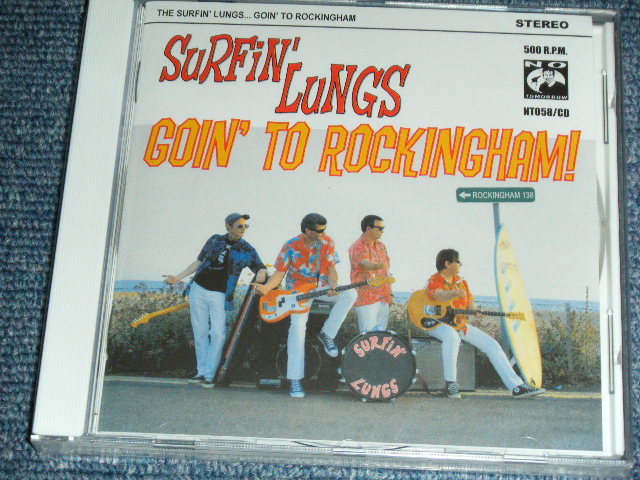 THE SURFIN' LUNGS... GOIN' TO ROCKINGHAM
STEREO
SURFiN'
LUNGS
500 R.P.M.
NO
TOMORROW
NT058/CD
GOIN' TO ROCKINGHAM!
← ROCKINGHAM 138
SURFIN'
LUNGS